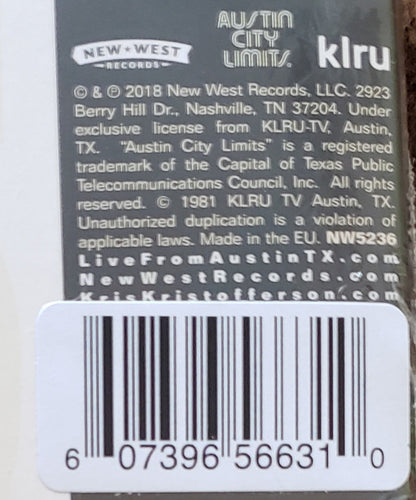 AUSTIN
CITY
LIMITS.
NEW★WEST
RECORDS
klru
© & ℗ 2018 New West Records, LLC. 2923
Berry Hill Dr., Nashville, TN 37204. Under
exclusive license from KLRU-TV, Austin,
TX. "Austin City Limits" is a registered
trademark of the Capital of Texas Public
Telecommunications Council, Inc. All rights
reserved. © 1981 KLRU TV Austin, TX.
Unauthorized duplication is a violation of
applicable laws. Made in the EU. NW5236
LiveFromAustinTX.com
NewWestRecords.com
KrisKristofferson.com
6 07396 56631 0